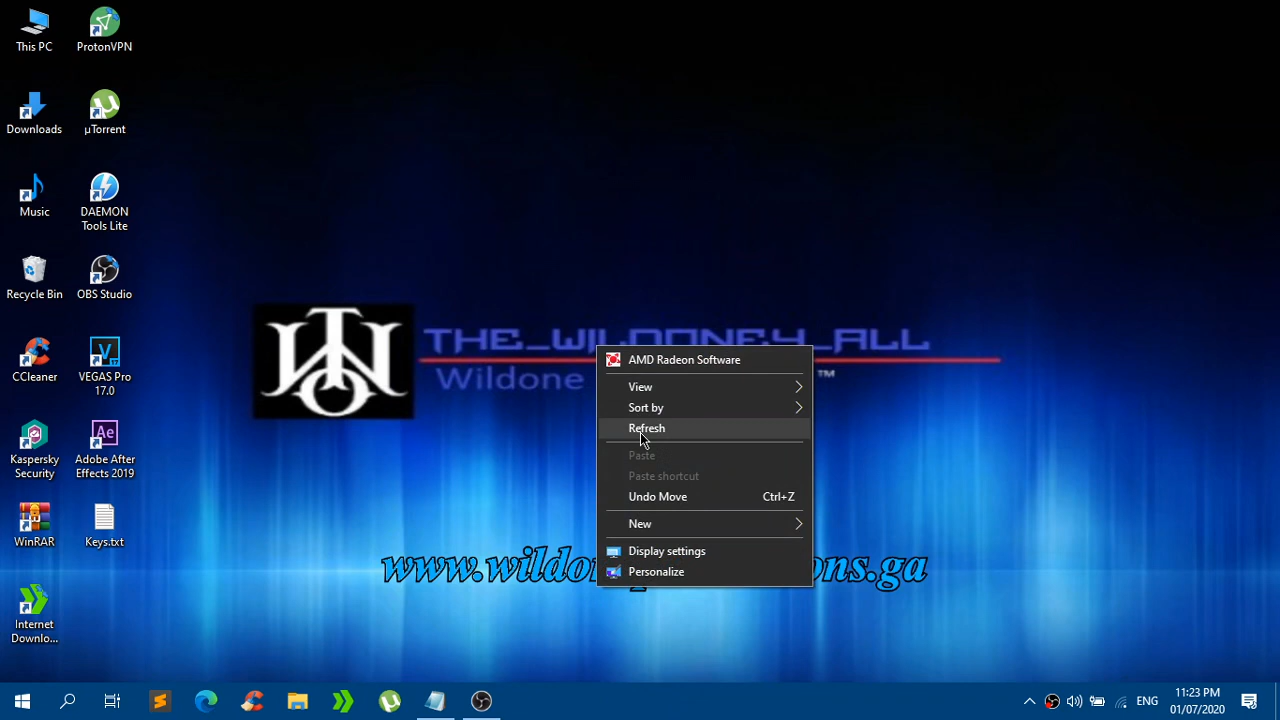 This PC
ProtonVPN
Downloads
µTorrent
Music
DAEMON
Tools Lite
Recycle Bin
OBS Studio
CCleaner
VEGAS Pro
17.0
Kaspersky
Security
Adobe After
Effects 2019
WinRAR
Keys.txt
Internet
Downlo...
THE_WILDONEY_ALL
Wildone
™
AMD Radeon Software
View
Sort by
Refresh
Paste
Paste shortcut
Undo Move Ctrl+Z
New
Display settings
Personalize
ENG
11:23 PM
01/07/2020